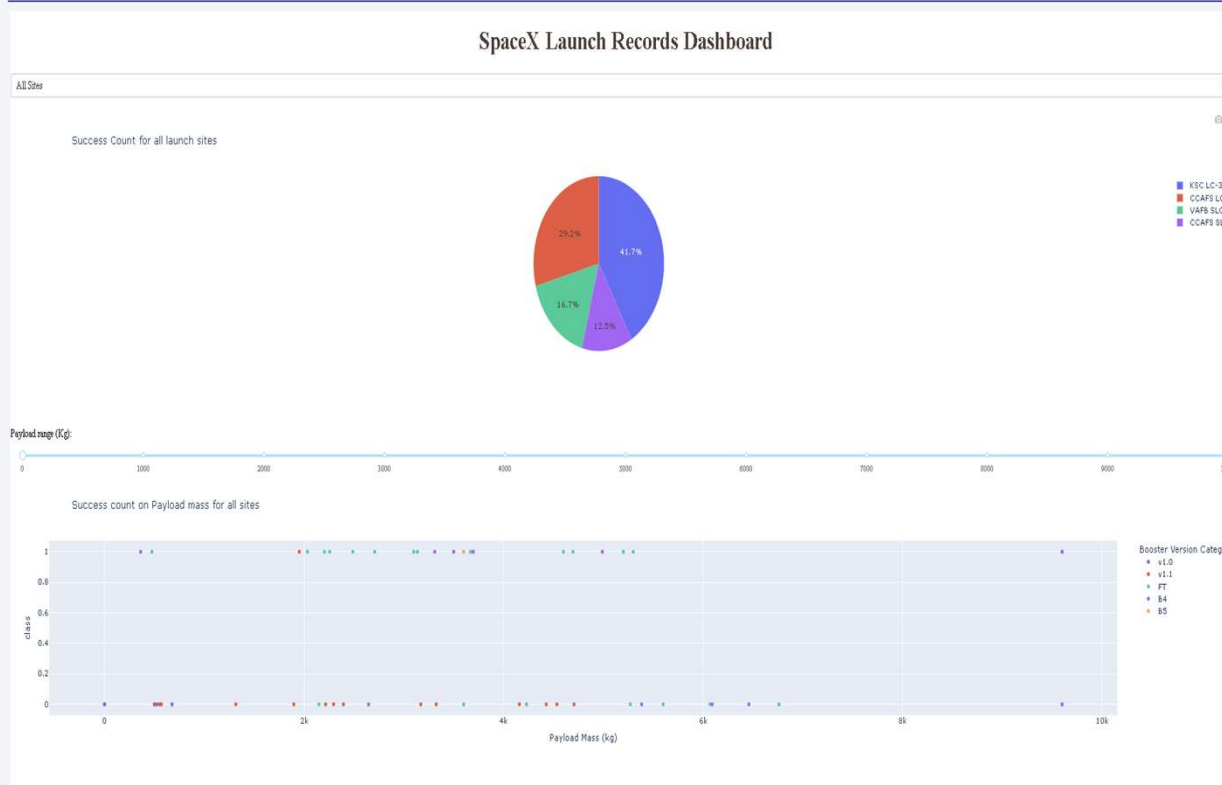 SpaceX Launch Records Dashboard
All Sites
Success Count for all launch sites
KSC LC-3
CCAFS LC
VAFB SLC
CCAFS SL
29.2%
41.7%
16.7%
12.5%
Payload range (Kg):
0 1000 2000 3000 4000 5000 6000 7000 8000 9000
Success count on Payload mass for all sites
Booster Version Categ
v1.0
v1.1
FT
B4
B5
1
0.8
0.6
0.4
0.2
0
class
0 2k 4k 6k 8k 10k
Payload Mass (kg)